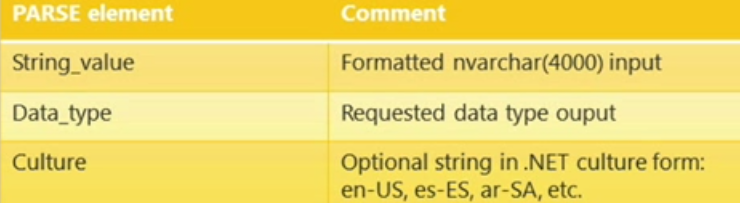 PARSE element Comment
String_value Formatted nvarchar(4000) input
Data_type Requested data type ouput
Culture Optional string in .NET culture form:
en-US, es-ES, ar-SA, etc.